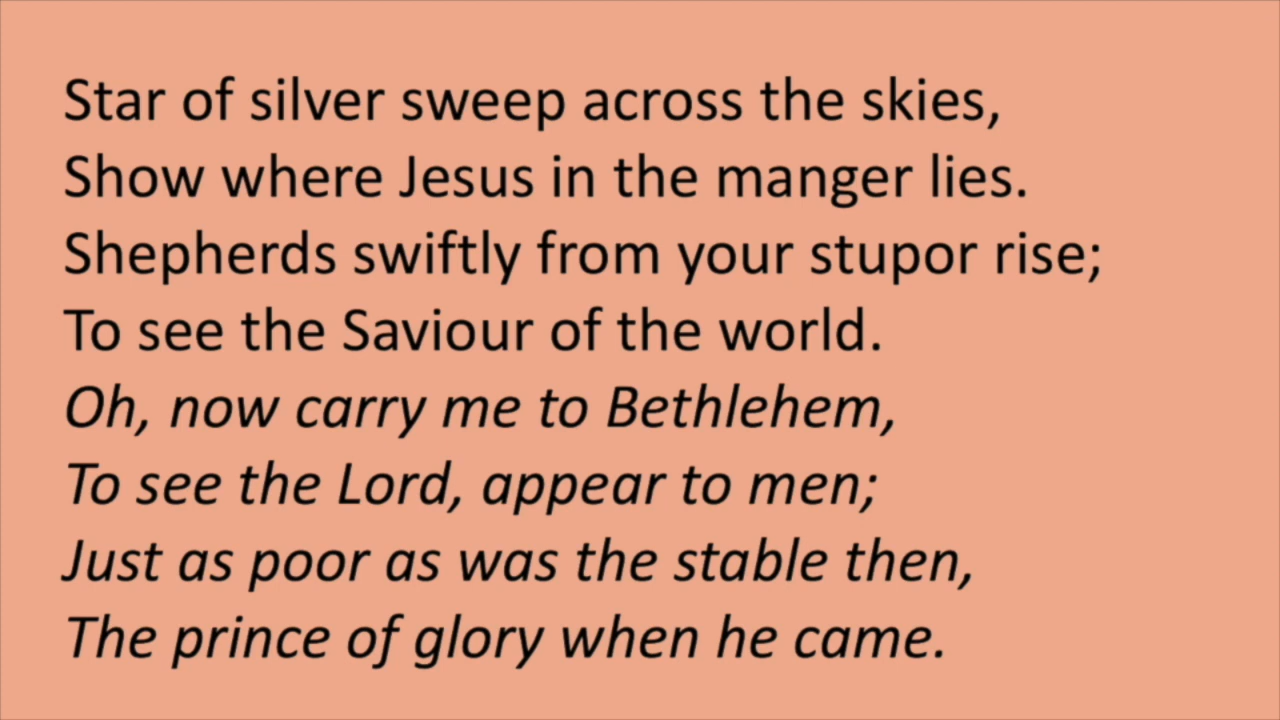 Star of silver sweep across the skies,
Show where Jesus in the manger lies.
Shepherds swiftly from your stupor rise;
To see the Saviour of the world.
Oh, now carry me to Bethlehem,
To see the Lord, appear to men;
Just as poor as was the stable then,
The prince of glory when he came.